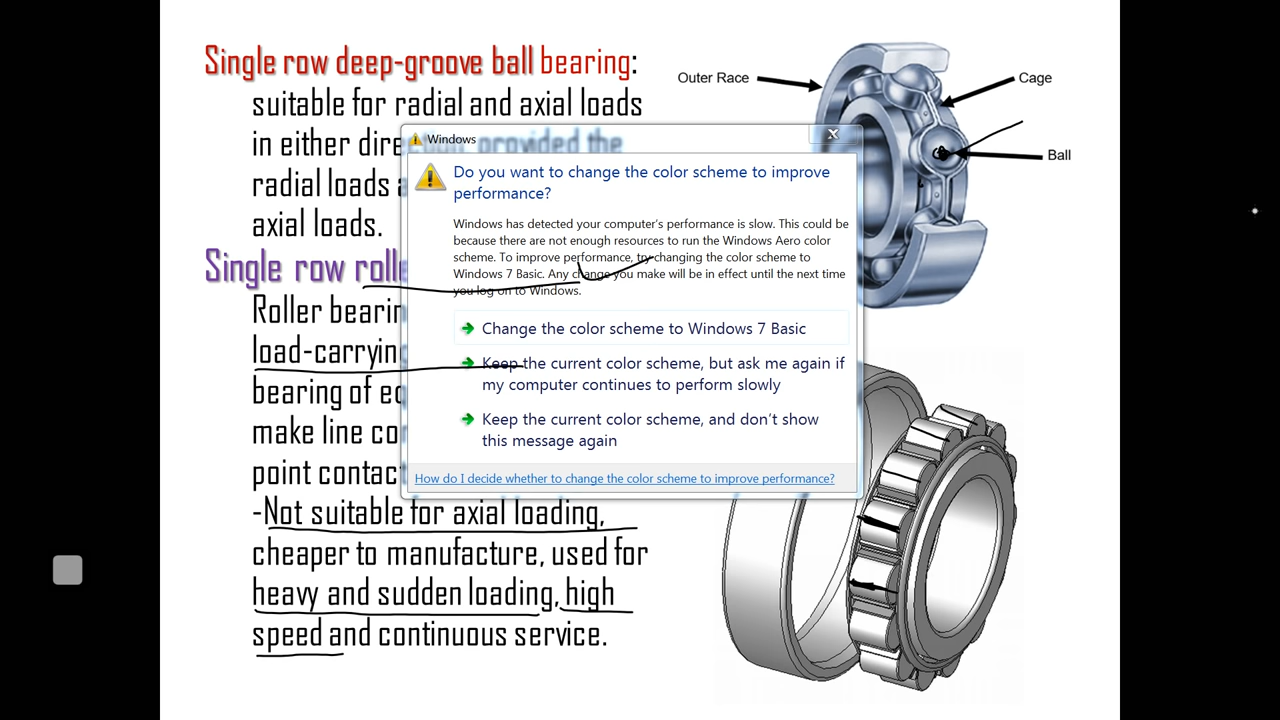 Single row deep-groove ball bearing:
suitable for radial and axial loads
in either direction provided the
radial loads
axial loads.
Single row
Roller
load-carrying
bearing of
make line
point contact
-Not suitable for axial loading,
cheaper to manufacture, used for
heavy and sudden loading, high
speed and continuous service.
Outer Race
Cage
Ball
Windows
Do you want to change the color scheme to improve
performance?
Windows has detected your computer's performance is slow. This could be
because there are not enough resources to run the Windows Aero color
scheme. To improve performance, try changing the color scheme to
Windows 7 Basic. Any change you make will be in effect until the next time
you log on to Windows.
Change the color scheme to Windows 7 Basic
Keep the current color scheme, but ask me again if
my computer continues to perform slowly
Keep the current color scheme, and don't show
this message again
How do I decide whether to change the color scheme to improve performance?